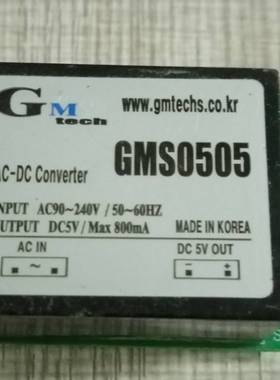 GM
tech
www.gmtechs.co.kr
AC-DC Converter
GMS0505
INPUT AC90~240V / 50~60HZ
OUTPUT DC5V / Max 800mA
AC IN
MADE IN KOREA
DC 5V OUT
~
- +